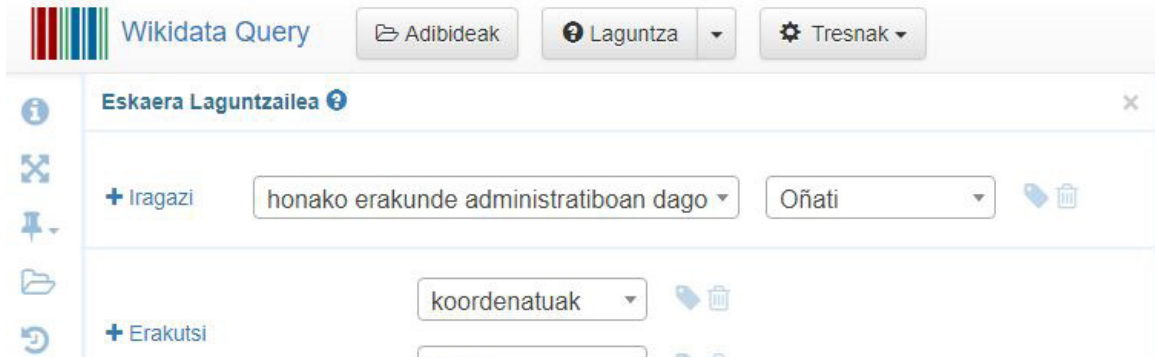 Wikidata Query Adibideak Laguntza Tresnak
Eskaera Laguntzailea
Iragazi honako erakunde administratiboan dago Oñati
koordenatuak
Erakutsi